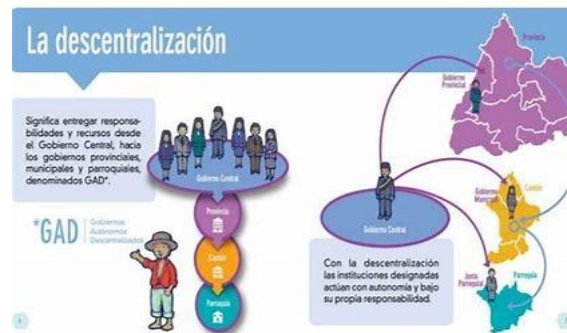 La descentralización
Significa entregar responsa-
bilidades y recursos desde
el Gobierno Central, hacia
los gobiernos provinciales,
municipales y parroquiales,
denominados GAD*.
*GAD
Gobiernos
Autónomos
Descentralizados
Gobierno Central
Provincia
Cantón
Parroquia
Provincia
Gobierno
Provincial
Cantón
Gobierno
Municipal
Gobierno Central
Junta
Parroquial
Parroquia
Con la descentralización
las instituciones designadas
actúan con autonomía y bajo
su propia responsabilidad.